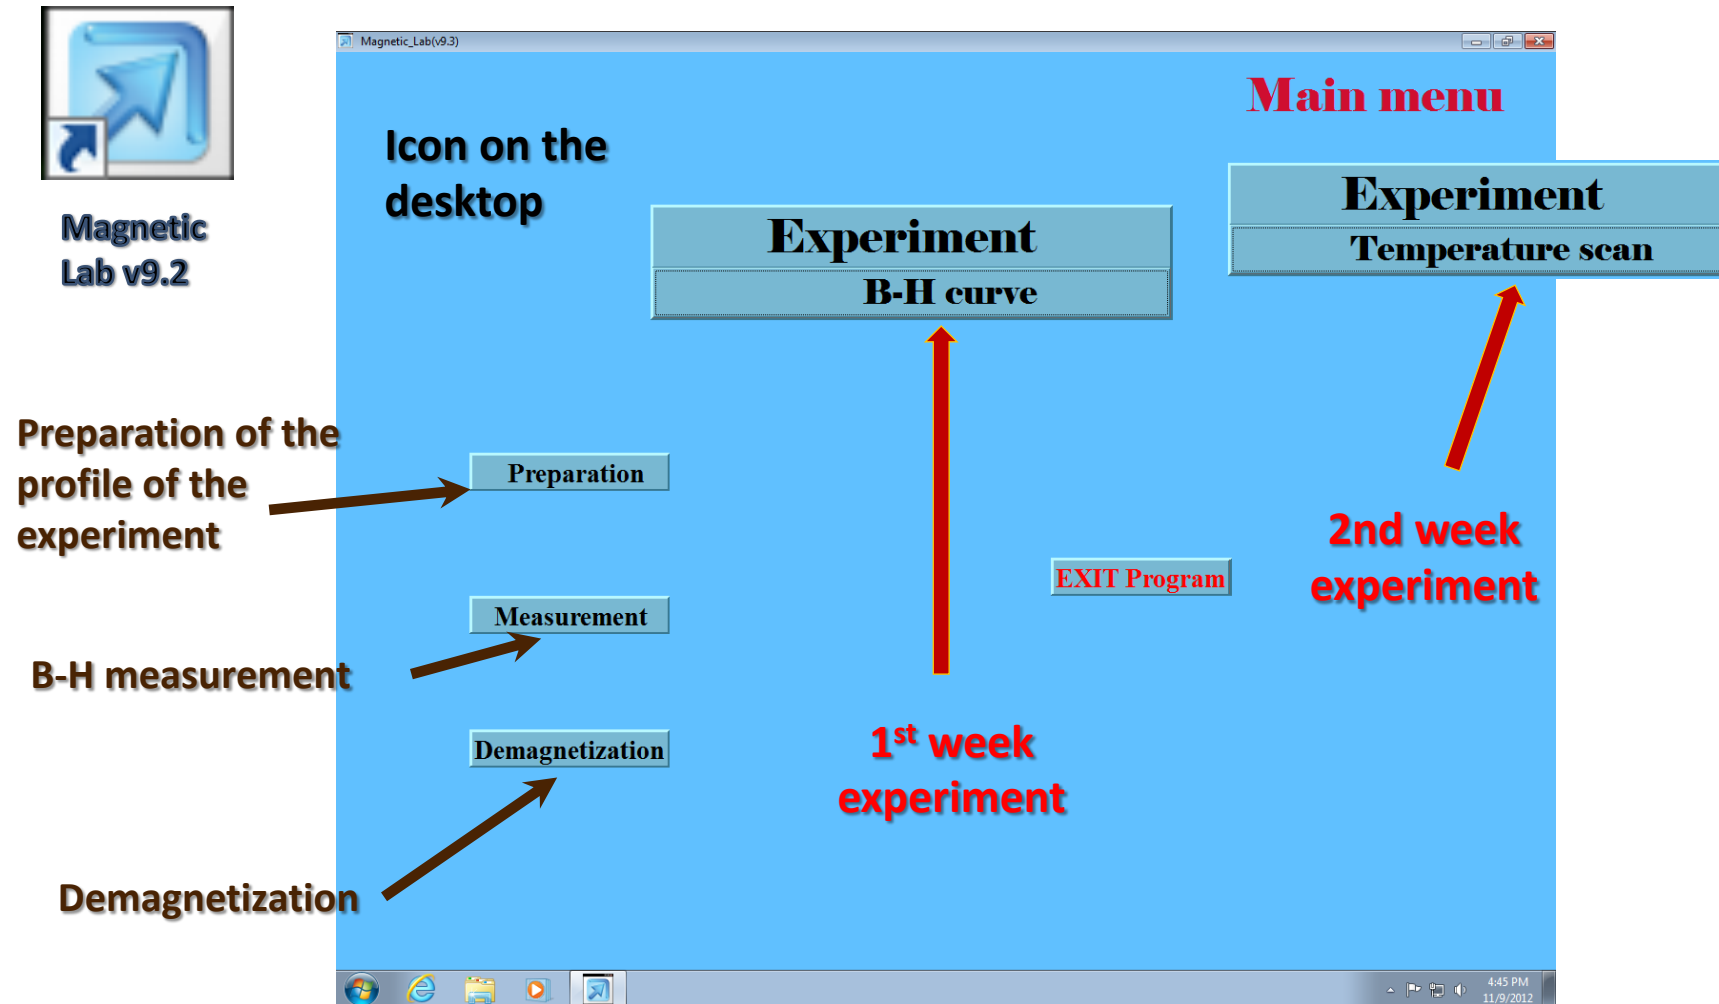 Magnetic_Lab(v9.3)
Main menu
Icon on the
desktop
Magnetic
Lab v9.2
Experiment
B-H curve
Experiment
Temperature scan
Preparation of the
profile of the
experiment
Preparation
2nd week
experiment
EXIT Program
Measurement
B-H measurement
1st week
experiment
Demagnetization
Demagnetization
4:45 PM
11/9/2012